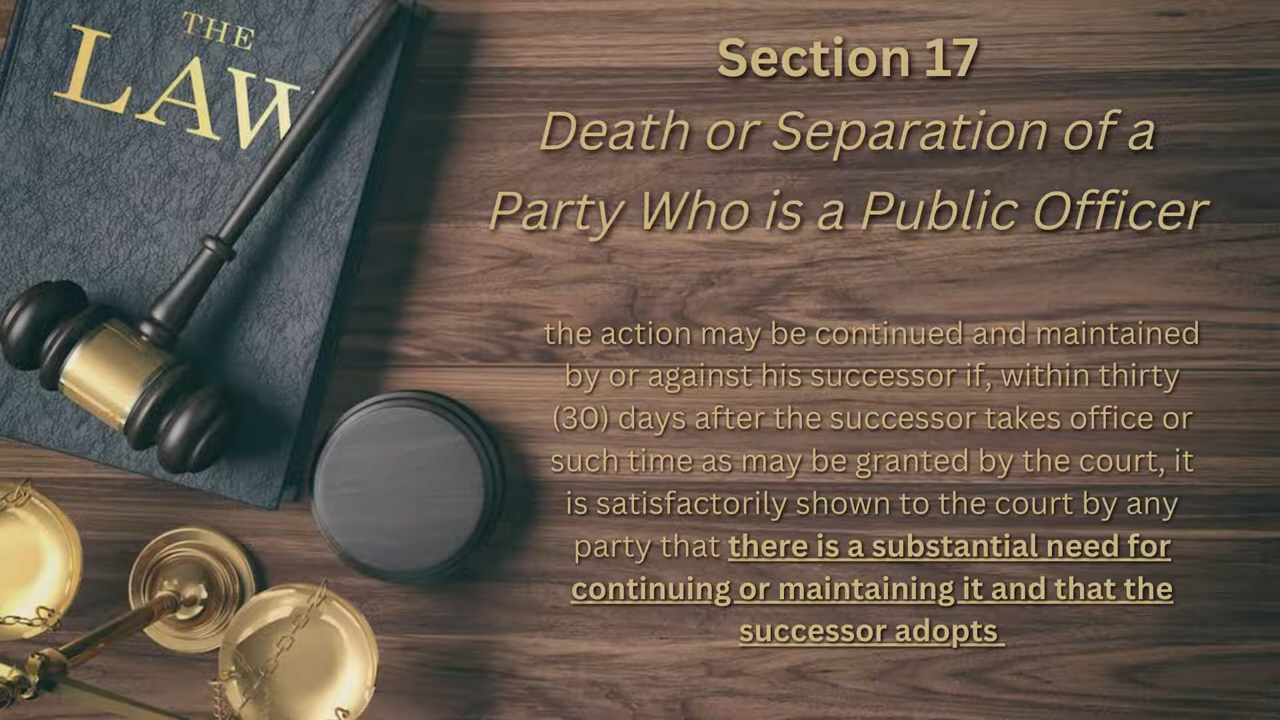 THE
LAW
Section 17
Death or Separation of a
Party Who is a Public Officer
the action may be continued and maintained
by or against his successor if, within thirty
(30) days after the successor takes office or
such time as may be granted by the court, it
is satisfactorily shown to the court by any
party that there is a substantial need for
continuing or maintaining it and that the
successor adopts